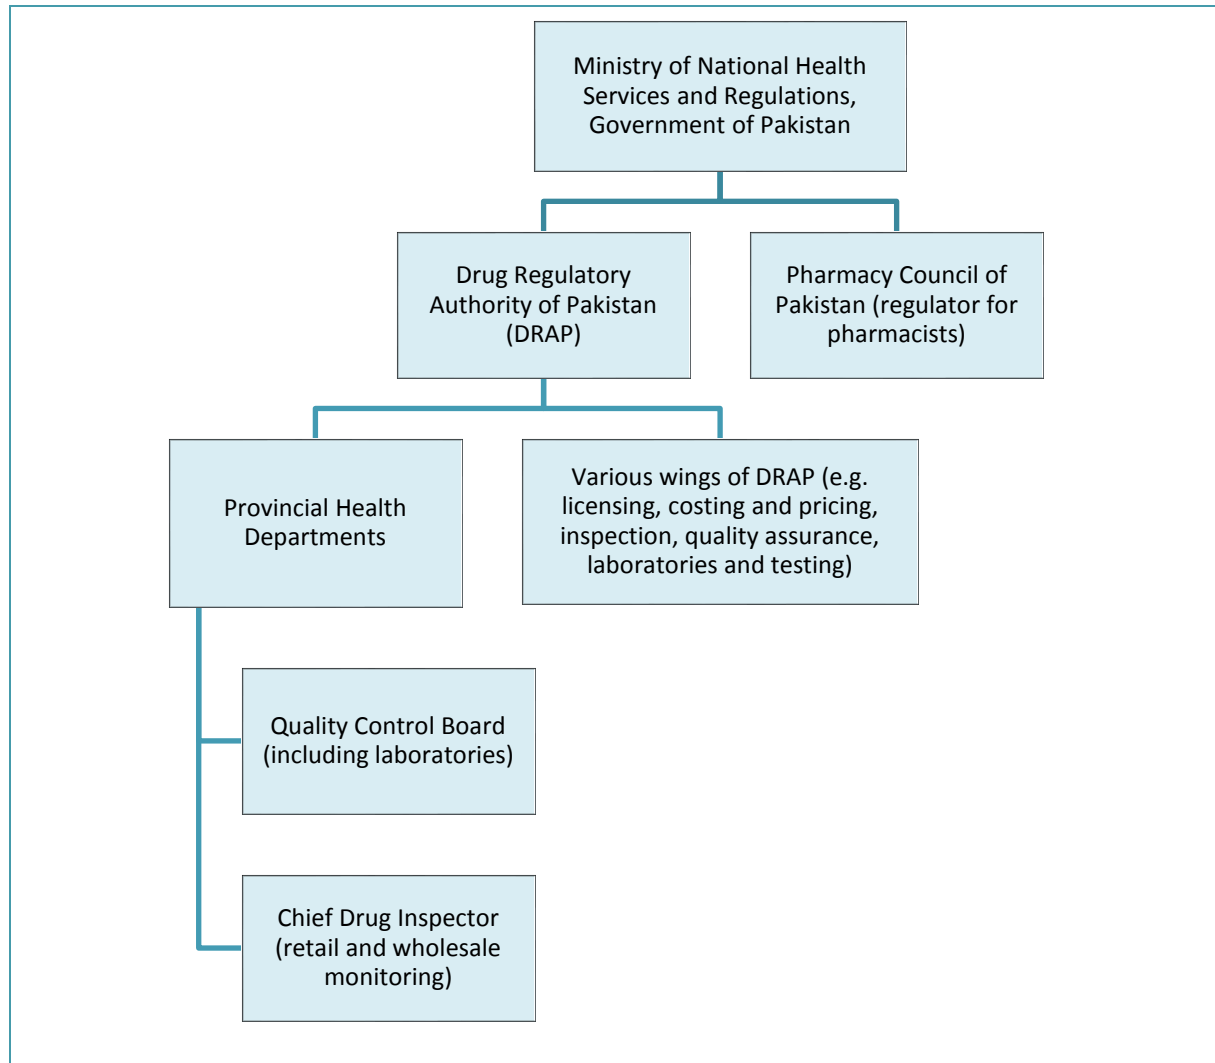 Ministry of National Health
Services and Regulations,
Government of Pakistan
Drug Regulatory
Authority of Pakistan
(DRAP)
Pharmacy Council of
Pakistan (regulator for
pharmacists)
Provincial Health
Departments
Various wings of DRAP (e.g.
licensing, costing and pricing,
inspection, quality assurance,
laboratories and testing)
Quality Control Board
(including laboratories)
Chief Drug Inspector
(retail and wholesale
monitoring)